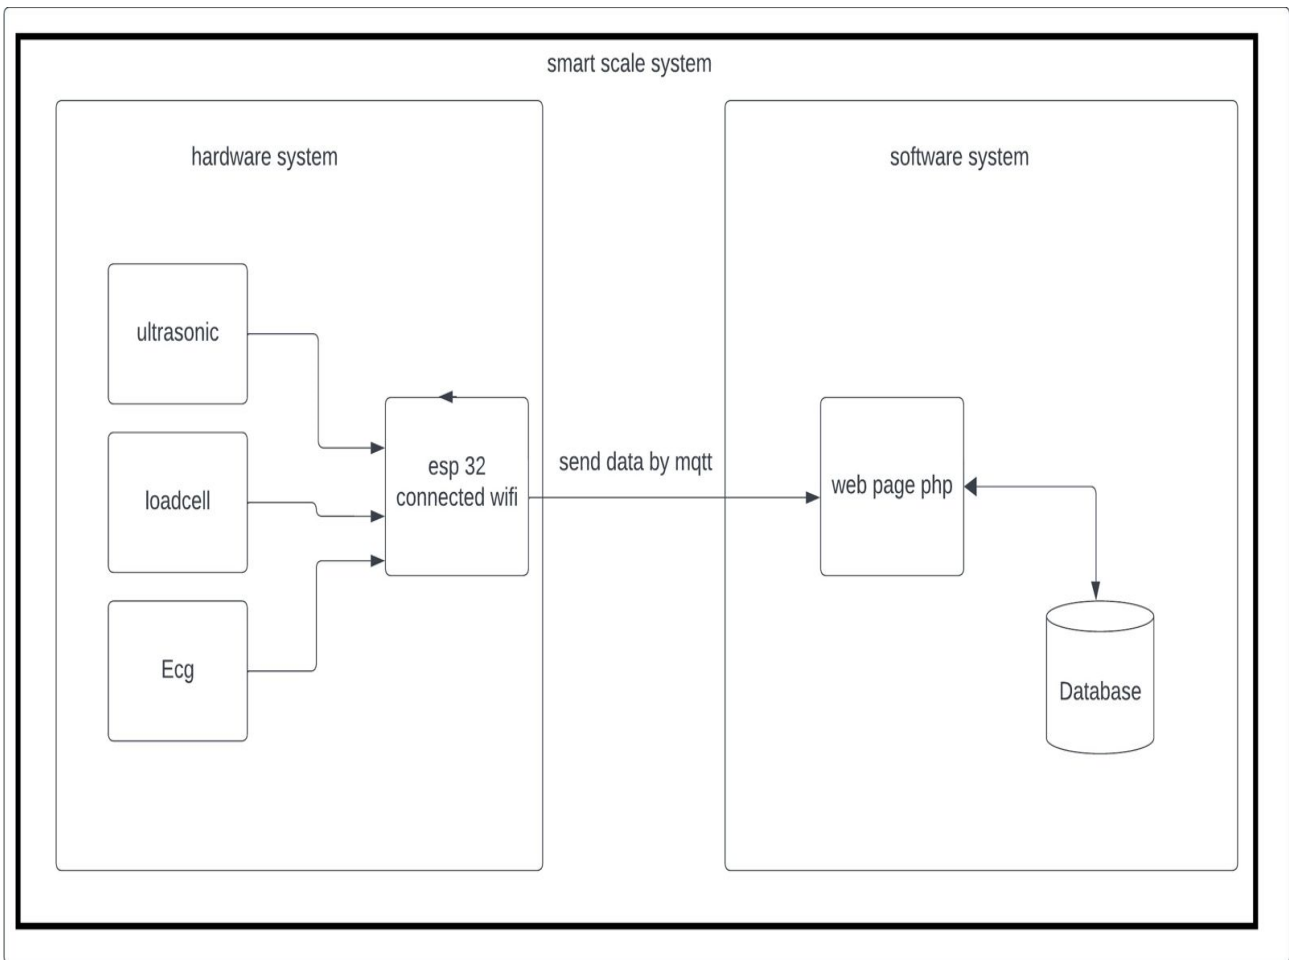 smart scale system
hardware system
software system
ultrasonic
loadcell
Ecg
esp 32
connected wifi
send data by mqtt
web page php
Database